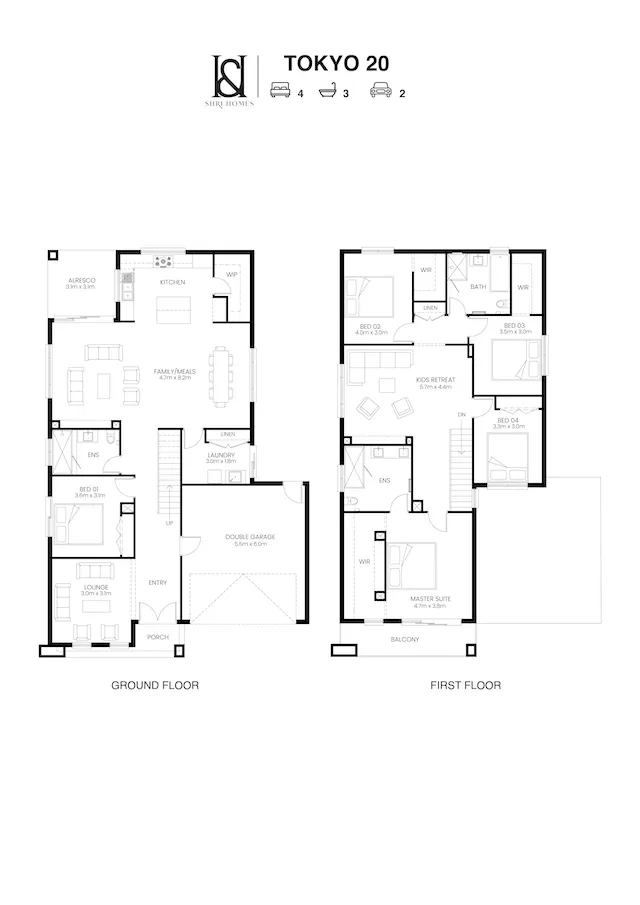 TOKYO 20
SHRI HOMES
4 3 2
ALRESCO
3.1m x 3.1m
KITCHEN
WIP
FAMILY/MEALS
4.7m x 8.2m
ENS
LINEN
LAUNDRY
3.0m x 1.8m
BED 01
3.6m x 3.1m
UP
DOUBLE GARAGE
5.5m x 6.0m
LOUNGE
3.0m x 3.1m
ENTRY
PORCH
GROUND FLOOR
WIR
BATH
WIR
LINEN
BED 02
4.0m x 3.0m
BED 03
3.5m x 3.0m
KIDS RETREAT
5.7m x 4.4m
DN
BED 04
3.3m x 3.0m
ENS
WIR
MASTER SUITE
4.7m x 3.8m
BALCONY
FIRST FLOOR